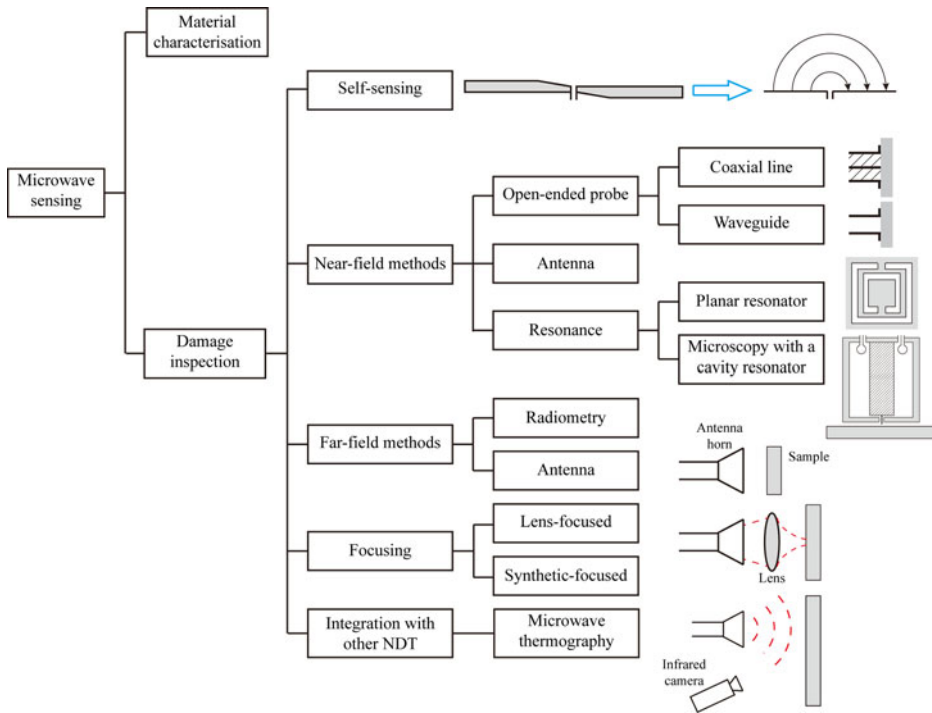 Material
characterisation
Self-sensing
Microwave
sensing
Open-ended probe
Coaxial line
Waveguide
Near-field methods
Antenna
Resonance
Planar resonator
Microscopy with a
cavity resonator
Damage
inspection
Far-field methods
Radiometry
Antenna
Antenna
horn
Sample
Focusing
Lens-focused
Synthetic-focused
Lens
Integration with
other NDT
Microwave
thermography
Infrared
camera